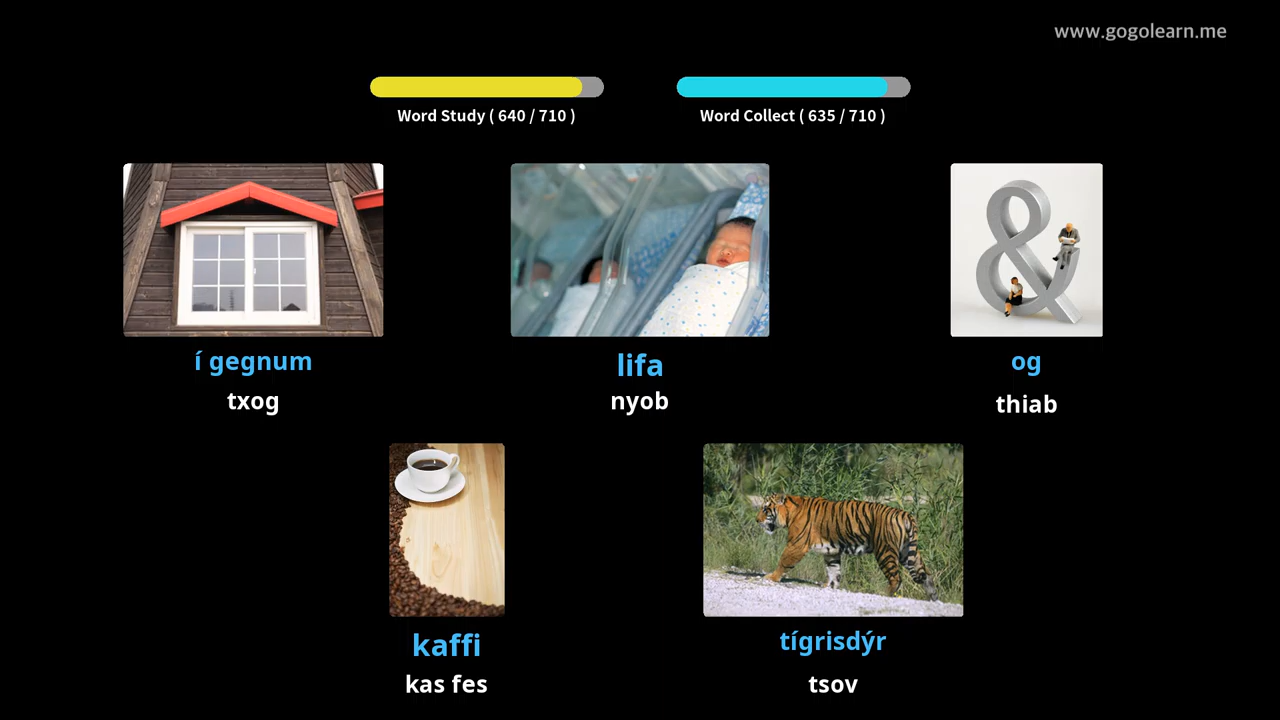 www.gogolearn.me
Word Study ( 640 / 710 )
Word Collect ( 635 / 710 )
í gegnum
txog
lifa
nyob
og
thiab
kaffi
kas fes
tígrisdýr
tsov